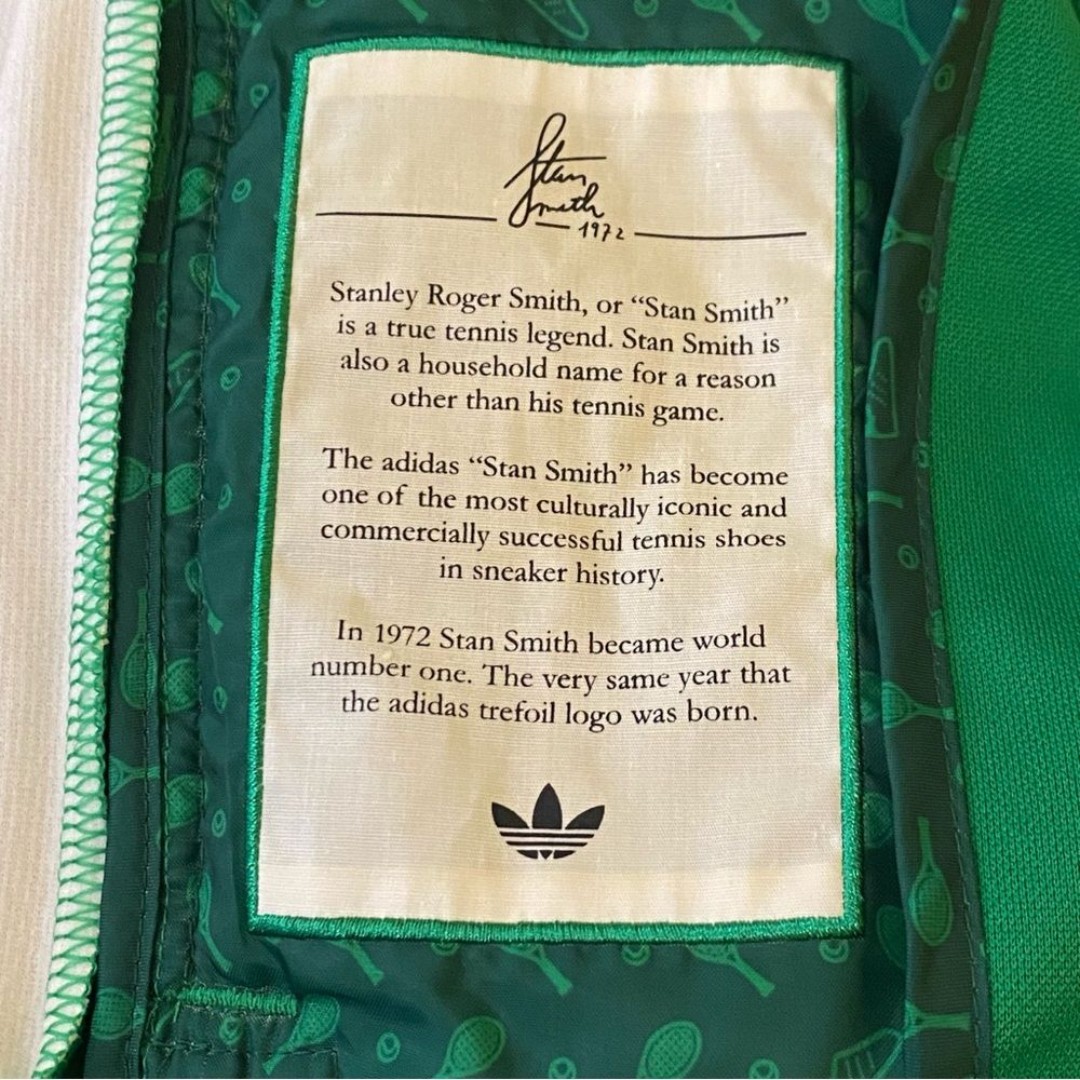 Stan
Smith
1972
Stanley Roger Smith, or “Stan Smith”
is a true tennis legend. Stan Smith is
also a household name for a reason
other than his tennis game.
The adidas “Stan Smith” has become
one of the most culturally iconic and
commercially successful tennis shoes
in sneaker history.
In 1972 Stan Smith became world
number one. The very same year that
the adidas trefoil logo was born.